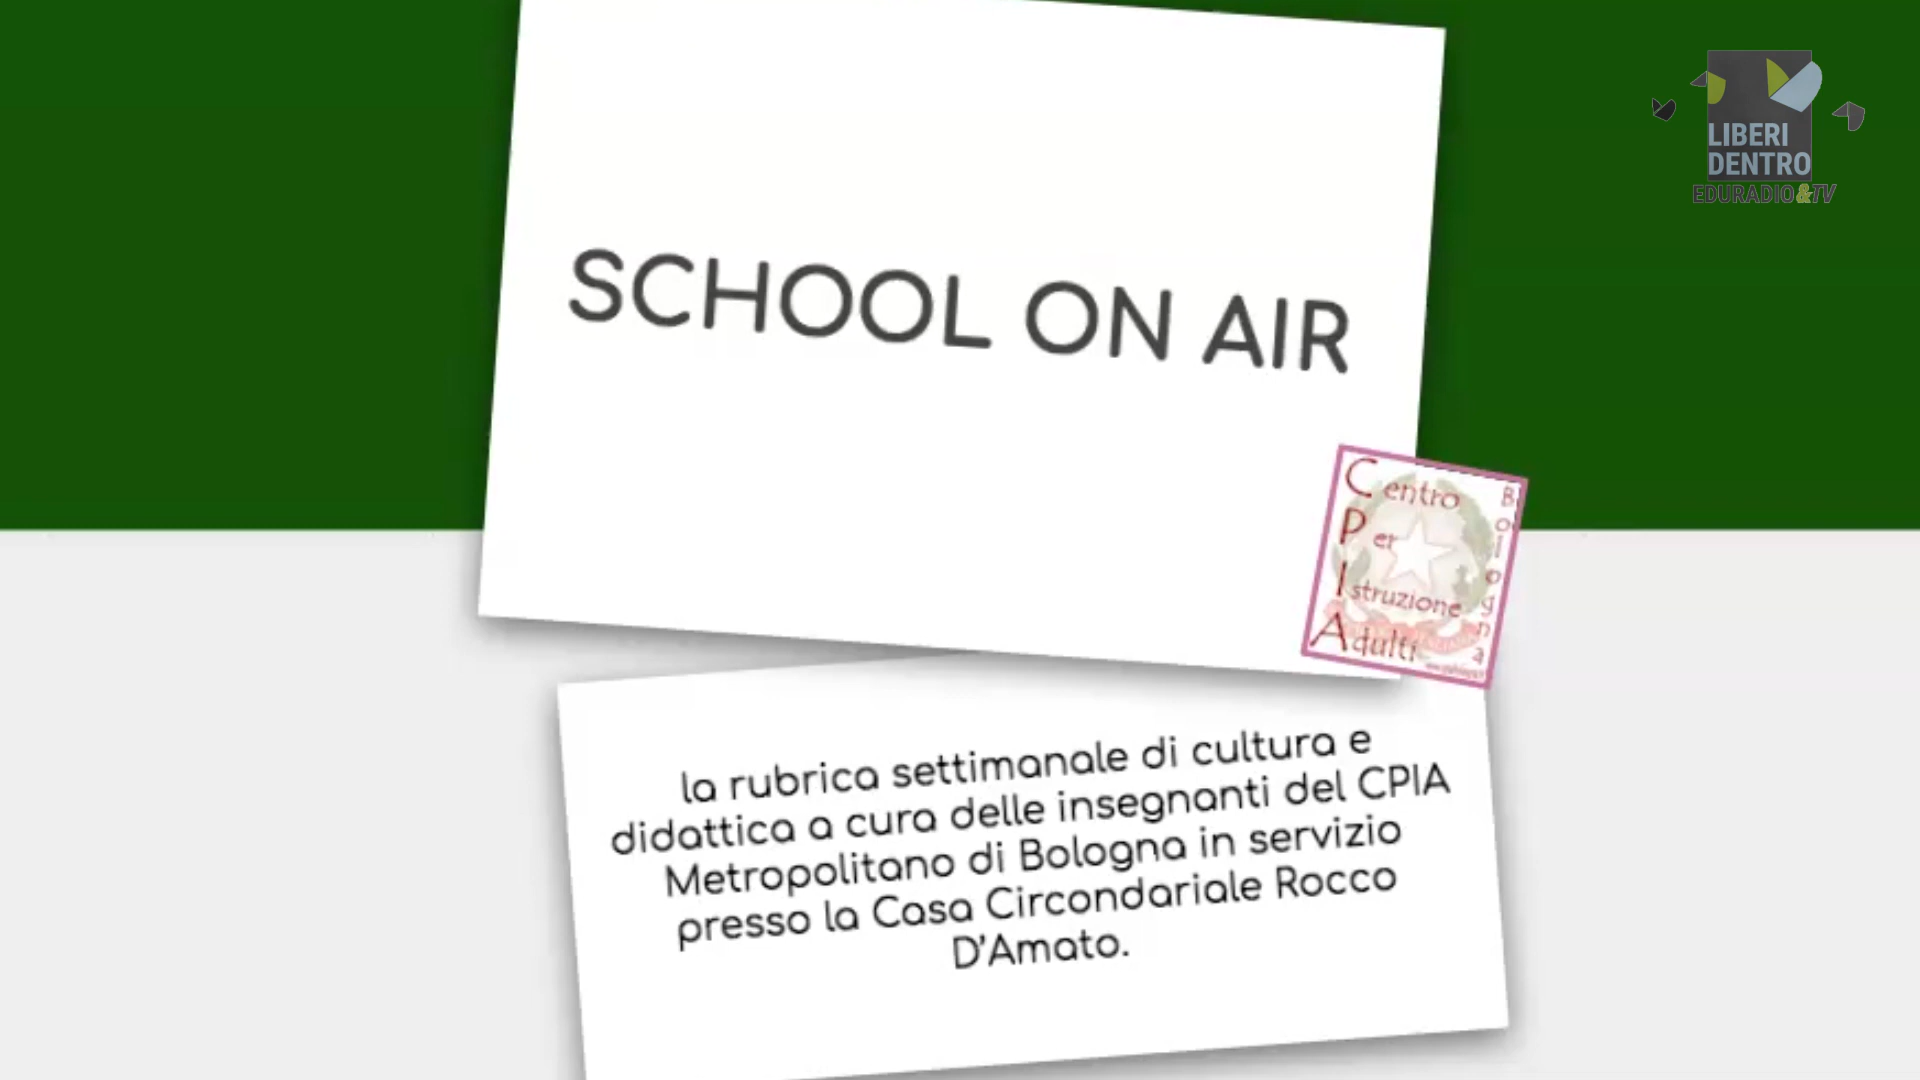 SCHOOL ON AIR
LIBERI
DENTRO
EDURADIO&TV
Centro
Per
Istruzione
Adulti
Bologna
la rubrica settimanale di cultura e
didattica a cura delle insegnanti del CPIA
Metropolitano di Bologna in servizio
presso la Casa Circondariale Rocco
D'Amato.